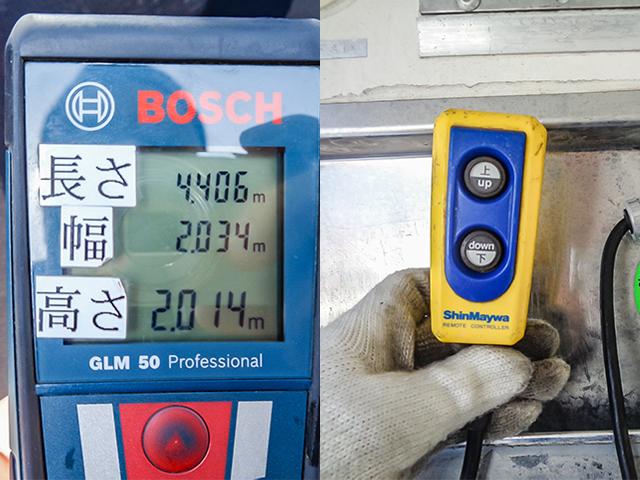 BOSCH
長さ 4.406m
幅 2.034m
高さ 2.014m
GLM 50 Professional
上
up
down
下
ShinMaywa
REMOTE CONTROLLER